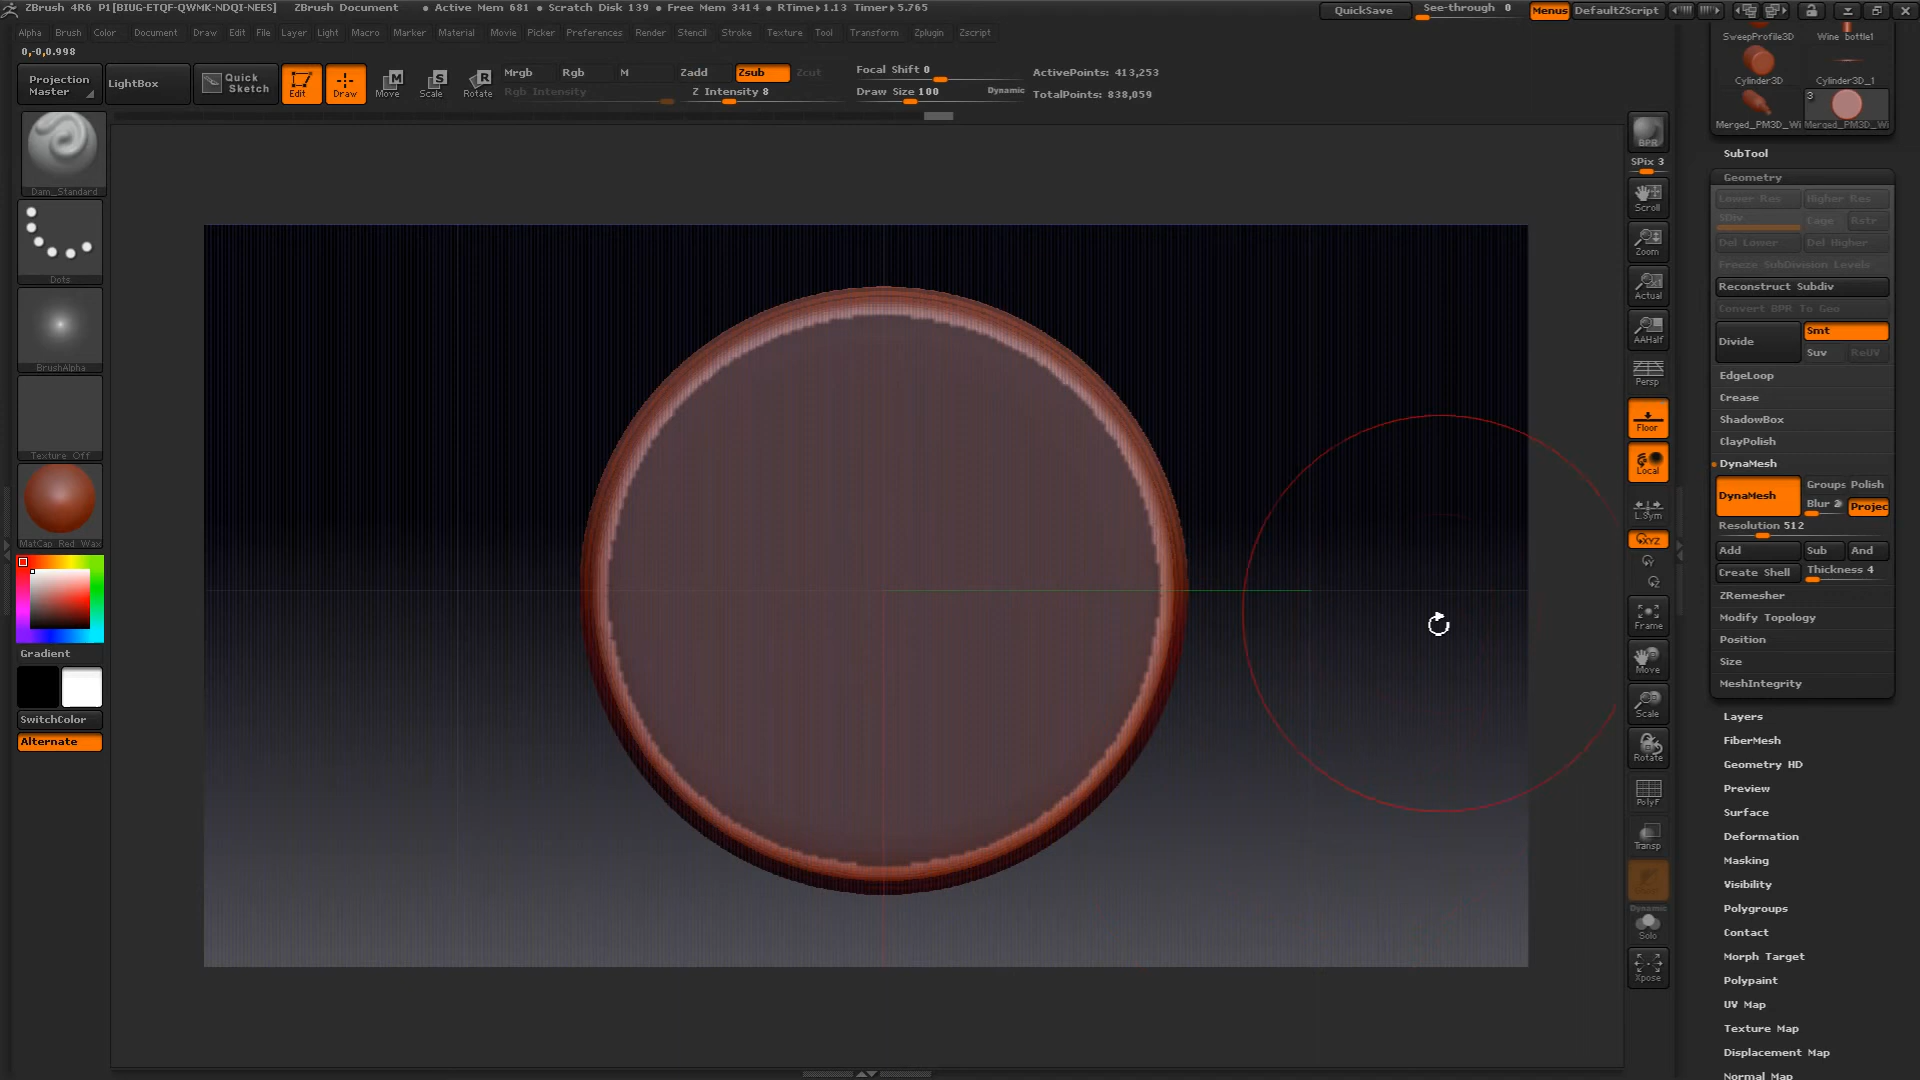 ZBrush 4R6 P1[BIUG-ETQF-QWMK-NDQI-NEES] ZBrush Document • Active Mem 681 • Scratch Disk 139 • Free Mem 3414 • RTime▸1.13 Timer▸5.765 QuickSave See-through 0 Menus DefaultZScript
Alpha Brush Color Document Draw Edit File Layer Light Macro Marker Material Movie Picker Preferences Render Stencil Stroke Texture Tool Transform Zplugin Zscript
0,-0,0.998
Projection Master
LightBox
Quick Sketch
Edit
Draw
M
Move
S
Scale
R
Rotate
Mrgb Rgb M
Rgb Intensity
Zadd Zsub Zcut
Z Intensity 8
Focal Shift 0
Draw Size 100 Dynamic
ActivePoints: 413,253
TotalPoints: 838,059
Dam_Standard
Dots
BrushAlpha
Texture Off
MatCap Red Wax
Gradient
SwitchColor
Alternate
BPR
SPix 3
Scroll
Zoom
Actual
AAHalf
Persp
Floor
Local
L.Sym
XYZ
Y
Z
Frame
Move
Scale
Rotate
PolyF
Transp
Dynamic
Solo
Xpose
SweepProfile3D Wine_bottle1
Cylinder3D Cylinder3D_1
3
Merged_PM3D_Wi Merged_PM3D_Wi
SubTool
Geometry
Lower Res Higher Res
SDiv Cage Rstr
Del Lower Del Higher
Freeze SubDivision Levels
Reconstruct Subdiv
Convert BPR To Geo
Divide Smt
Suv ReUV
EdgeLoop
Crease
ShadowBox
ClayPolish
DynaMesh
DynaMesh Groups Polish
Blur 2 Projec
Resolution 512
Add Sub And
Create Shell Thickness 4
ZRemesher
Modify Topology
Position
Size
MeshIntegrity
Layers
FiberMesh
Geometry HD
Preview
Surface
Deformation
Masking
Visibility
Polygroups
Contact
Morph Target
Polypaint
UV Map
Texture Map
Displacement Map
Normal Map